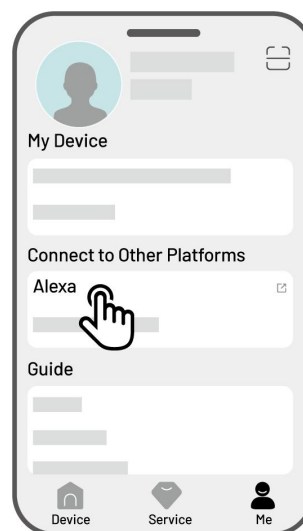 My Device
Connect to Other Platforms
Alexa
Guide
Device Service Me